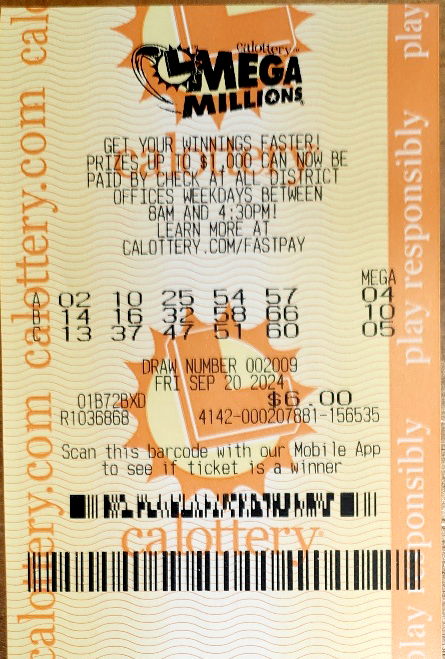 calottery™
MEGA
MILLIONS
GET YOUR WINNINGS FASTER!
PRIZES UP TO $1,000 CAN NOW BE
PAID BY CHECK AT ALL DISTRICT
OFFICES WEEKDAYS BETWEEN
8AM AND 4:30PM!
LEARN MORE AT
CALOTTERY.COM/FASTPAY
MEGA
A 02 10 25 54 57 04
B 14 16 32 58 66 10
C 13 37 47 51 60 05
DRAW NUMBER 002009
FRI SEP 20 2024
01B72BXD $6.00
R1036868 4142-000207881-156535
Scan this barcode with our Mobile App
to see if ticket is a winner
calottery
calottery
calottery.com calottery.com cal
play responsibly play responsibly play